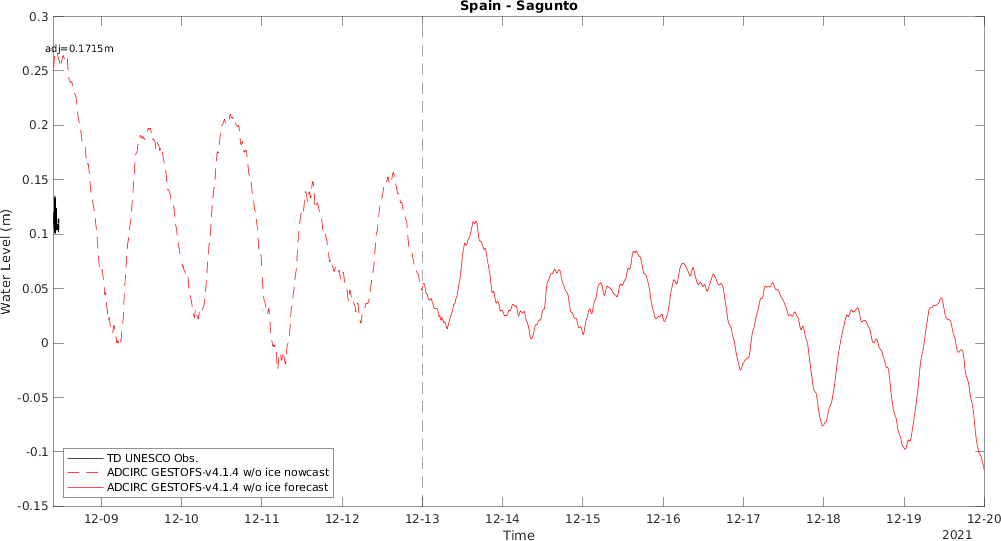 Spain - Sagunto
adj=0.1715m
0.3
0.25
0.2
0.15
0.1
0.05
0
-0.05
-0.1
-0.15
Water Level (m)
TD UNESCO Obs.
ADCIRC GESTOFS-v4.1.4 w/o ice nowcast
ADCIRC GESTOFS-v4.1.4 w/o ice forecast
12-09 12-10 12-11 12-12 12-13 12-14 12-15 12-16 12-17 12-18 12-19 12-20
Time
2021